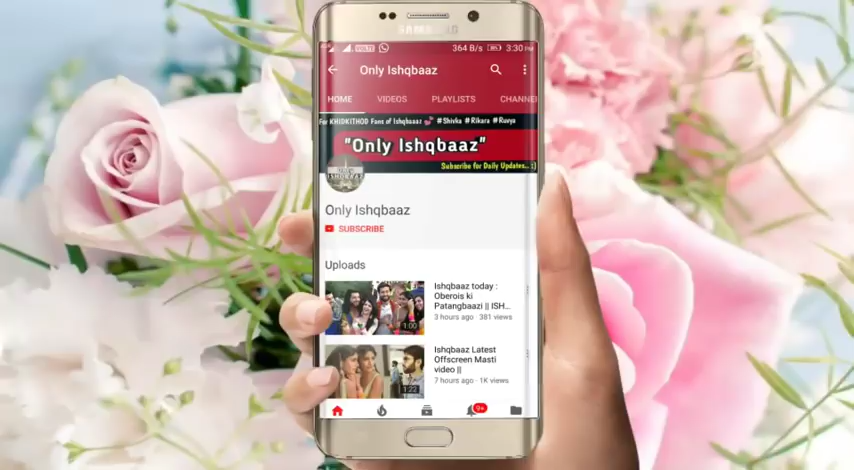 SAMSUNG
VOLTE 364 B/s 3:30 PM
Only Ishqbaaz
HOME VIDEOS PLAYLISTS CHANNE
For KHIDKITHOD Fans of Ishqbaaz 💕 #Shivka #Rikara #Ruvya
"Only Ishqbaaz"
Subscribe for Daily Updates... :)
Only Ishqbaaz
SUBSCRIBE
Uploads
Ishqbaaz today :
Oberois ki
Patangbaazi || ISH...
3 hours ago · 381 views
1:00
Ishqbaaz Latest
Offscreen Masti
video ||
7 hours ago · 1K views
1:22
9+